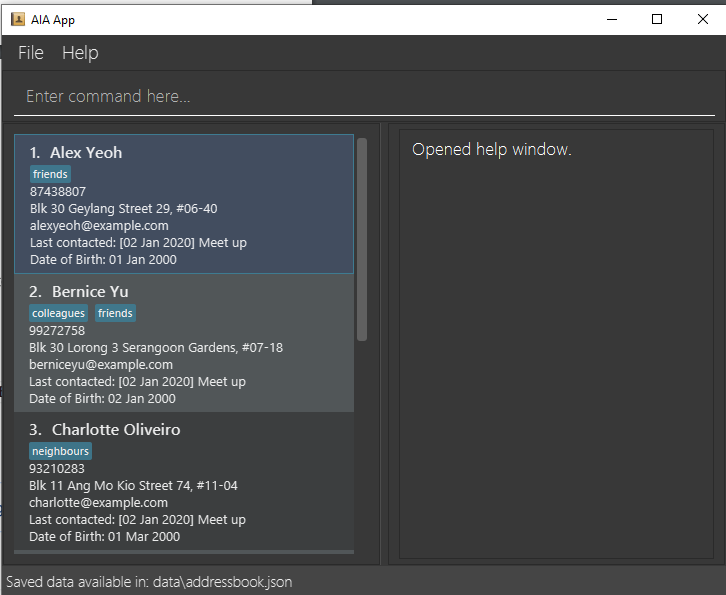 AIA App
File Help
Enter command here...
1. Alex Yeoh
friends
87438807
Blk 30 Geylang Street 29, #06-40
alexyeoh@example.com
Last contacted: [02 Jan 2020] Meet up
Date of Birth: 01 Jan 2000
2. Bernice Yu
colleagues friends
99272758
Blk 30 Lorong 3 Serangoon Gardens, #07-18
berniceyu@example.com
Last contacted: [02 Jan 2020] Meet up
Date of Birth: 02 Jan 2000
3. Charlotte Oliveiro
neighbours
93210283
Blk 11 Ang Mo Kio Street 74, #11-04
charlotte@example.com
Last contacted: [02 Jan 2020] Meet up
Date of Birth: 01 Mar 2000
Opened help window.
Saved data available in: data\addressbook.json